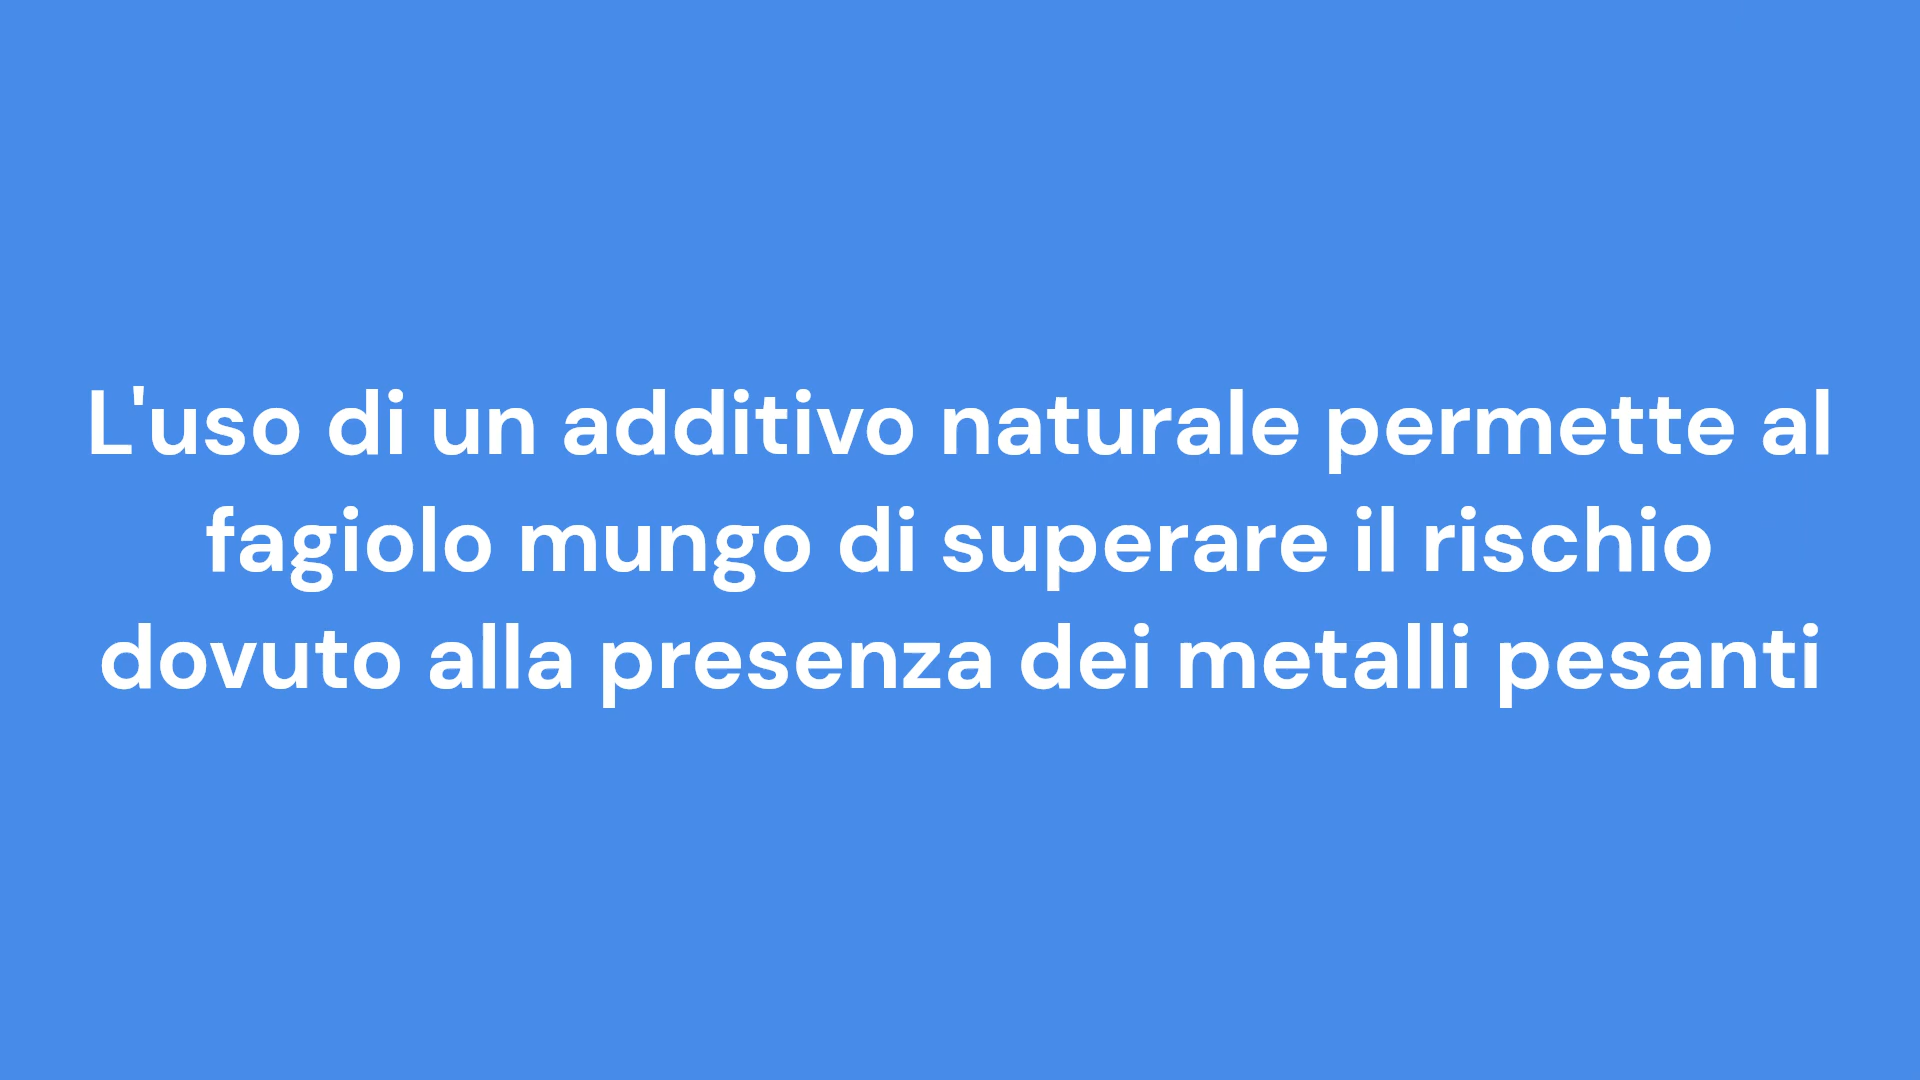 L'uso di un additivo naturale permette al
fagiolo mungo di superare il rischio
dovuto alla presenza dei metalli pesanti